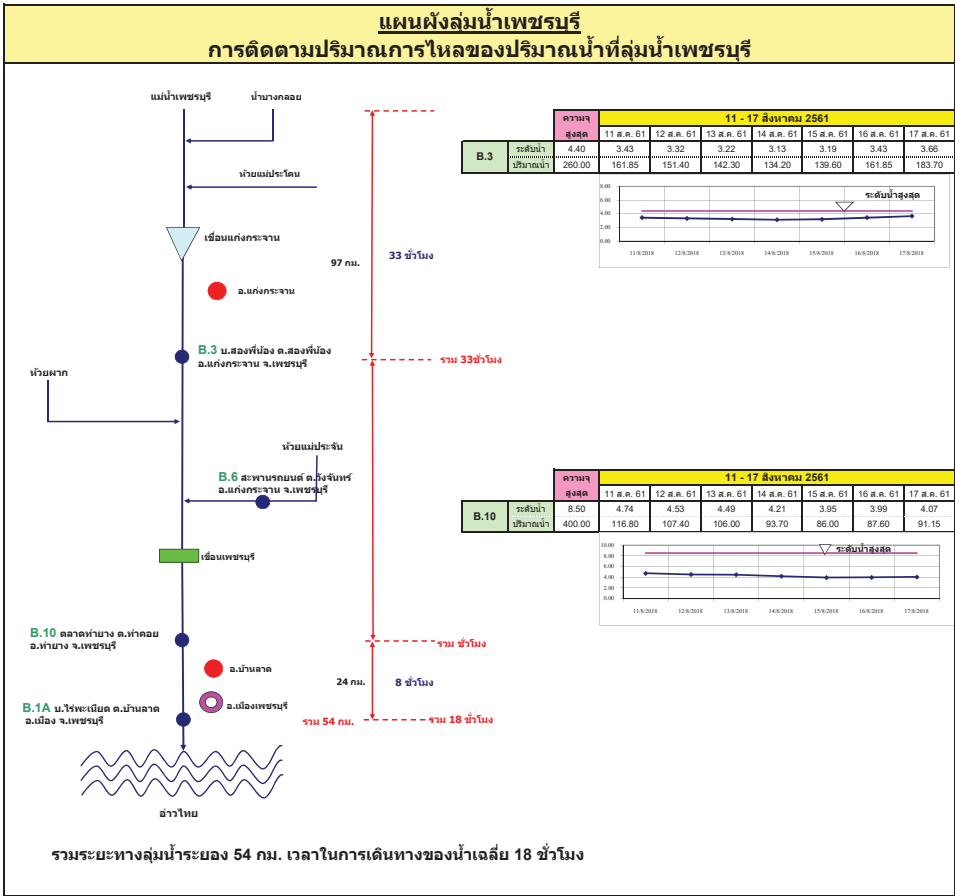 แผนผังลุ่มน้ำเพชรบุรี
การติดตามปริมาณการไหลของปริมาณน้ำที่ลุ่มน้ำเพชรบุรี
แม่น้ำเพชรบุรี
น้ำบางกลอย
ห้วยแม่ประโดน
เขื่อนแก่งกระจาน
97 กม.
33 ชั่วโมง
อ.แก่งกระจาน
B.3 บ.สองพี่น้อง ต.สองพี่น้อง
อ.แก่งกระจาน จ.เพชรบุรี
รวม 33ชั่วโมง
ห้วยผาก
ห้วยแม่ประจัน
B.6 สะพานรถยนต์ ต.วังจันทร์
อ.แก่งกระจาน จ.เพชรบุรี
เขื่อนเพชรบุรี
B.10 ตลาดท่ายาง ต.ท่าคอย
อ.ท่ายาง จ.เพชรบุรี
รวม ชั่วโมง
อ.บ้านลาด
24 กม.
8 ชั่วโมง
อ.เมืองเพชรบุรี
B.1A บ.ไร่พะเนียด ต.บ้านลาด
อ.เมือง จ.เพชรบุรี
รวม 54 กม.
รวม 18 ชั่วโมง
อ่าวไทย
รวมระยะทางลุ่มน้ำระยอง 54 กม. เวลาในการเดินทางของน้ำเฉลี่ย 18 ชั่วโมง
ความจุ 11 - 17 สิงหาคม 2561
สูงสุด 11 ส.ค. 61 12 ส.ค. 61 13 ส.ค. 61 14 ส.ค. 61 15 ส.ค. 61 16 ส.ค. 61 17 ส.ค. 61
B.3
ระดับน้ำ 4.40 3.43 3.32 3.22 3.13 3.19 3.43 3.66
ปริมาณน้ำ 260.00 161.85 151.40 142.30 134.20 139.60 161.85 183.70
ระดับน้ำสูงสุด
8.00
6.00
4.00
2.00
0.00
11/8/2018 12/8/2018 13/8/2018 14/8/2018 15/8/2018 16/8/2018 17/8/2018
ความจุ 11 - 17 สิงหาคม 2561
สูงสุด 11 ส.ค. 61 12 ส.ค. 61 13 ส.ค. 61 14 ส.ค. 61 15 ส.ค. 61 16 ส.ค. 61 17 ส.ค. 61
B.10
ระดับน้ำ 8.50 4.74 4.53 4.49 4.21 3.95 3.99 4.07
ปริมาณน้ำ 400.00 116.80 107.40 106.00 93.70 86.00 87.60 91.15
ระดับน้ำสูงสุด
10.00
8.00
6.00
4.00
2.00
0.00
11/8/2018 12/8/2018 13/8/2018 14/8/2018 15/8/2018 16/8/2018 17/8/2018